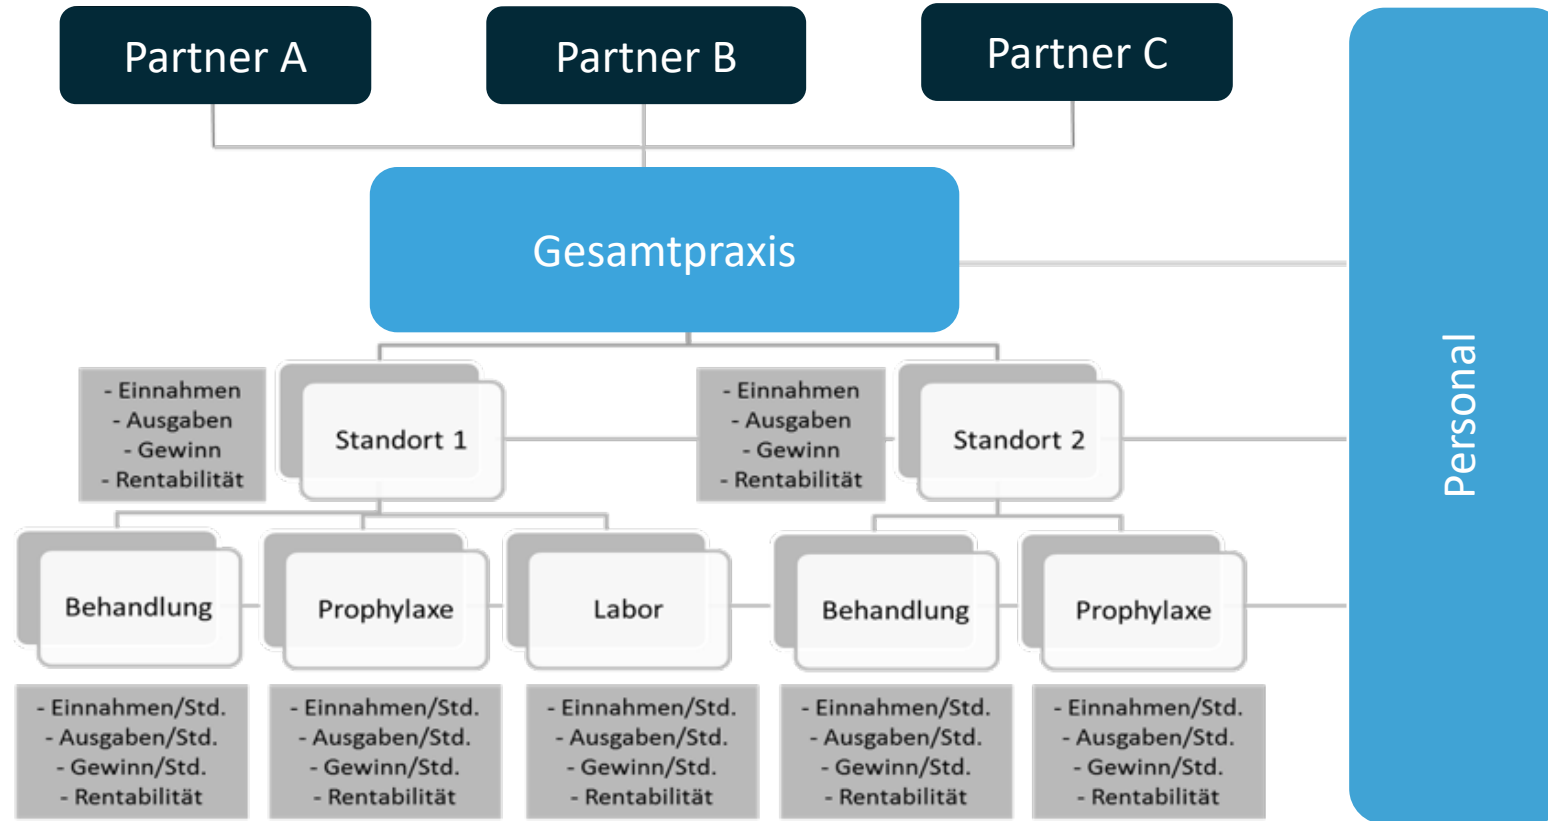 Partner A
Partner B
Partner C
Gesamtpraxis
Personal
- Einnahmen
- Ausgaben
- Gewinn
- Rentabilität
Standort 1
- Einnahmen
- Ausgaben
- Gewinn
- Rentabilität
Standort 2
Behandlung
Prophylaxe
Labor
Behandlung
Prophylaxe
- Einnahmen/Std.
- Ausgaben/Std.
- Gewinn/Std.
- Rentabilität
- Einnahmen/Std.
- Ausgaben/Std.
- Gewinn/Std.
- Rentabilität
- Einnahmen/Std.
- Ausgaben/Std.
- Gewinn/Std.
- Rentabilität
- Einnahmen/Std.
- Ausgaben/Std.
- Gewinn/Std.
- Rentabilität
- Einnahmen/Std.
- Ausgaben/Std.
- Gewinn/Std.
- Rentabilität